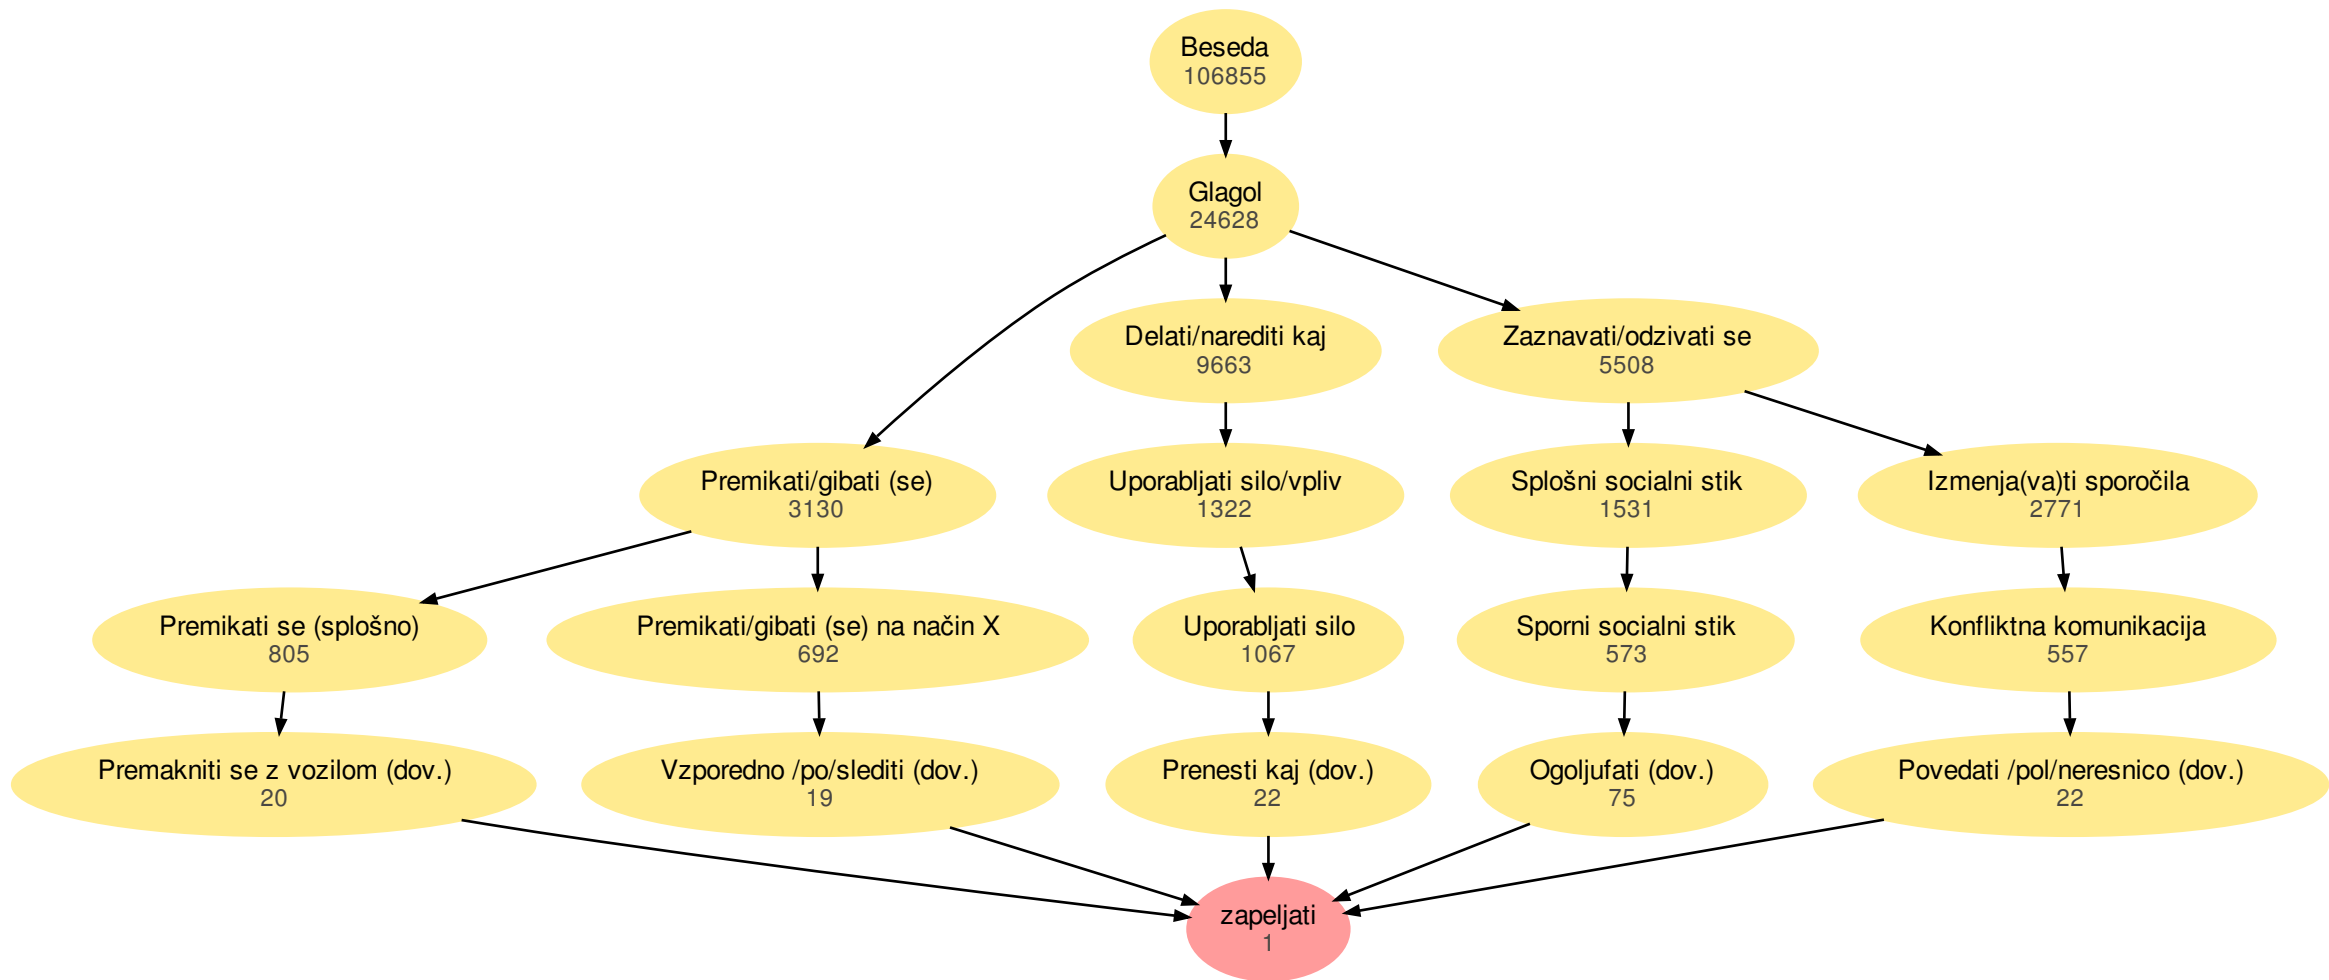 Beseda
106855
Glagol
24628
Delati/narediti kaj
9663
Zaznavati/odzivati se
5508
Premikati/gibati (se)
3130
Uporabljati silo/vpliv
1322
Splošni socialni stik
1531
Izmenja(va)ti sporočila
2771
Premikati se (splošno)
805
Premikati/gibati (se) na način X
692
Uporabljati silo
1067
Sporni socialni stik
573
Konfliktna komunikacija
557
Premakniti se z vozilom (dov.)
20
Vzporedno /po/slediti (dov.)
19
Prenesti kaj (dov.)
22
Ogoljufati (dov.)
75
Povedati /pol/neresnico (dov.)
22
zapeljati
1